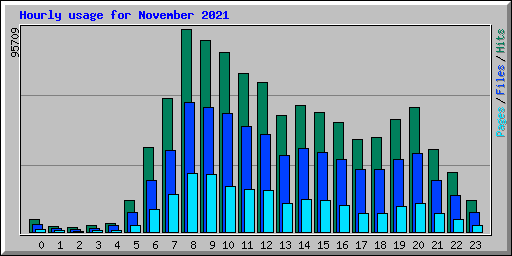 Hourly usage for November 2021
95709
Pages/Files/Hits
0 1 2 3 4 5 6 7 8 9 10 11 12 13 14 15 16 17 18 19 20 21 22 23